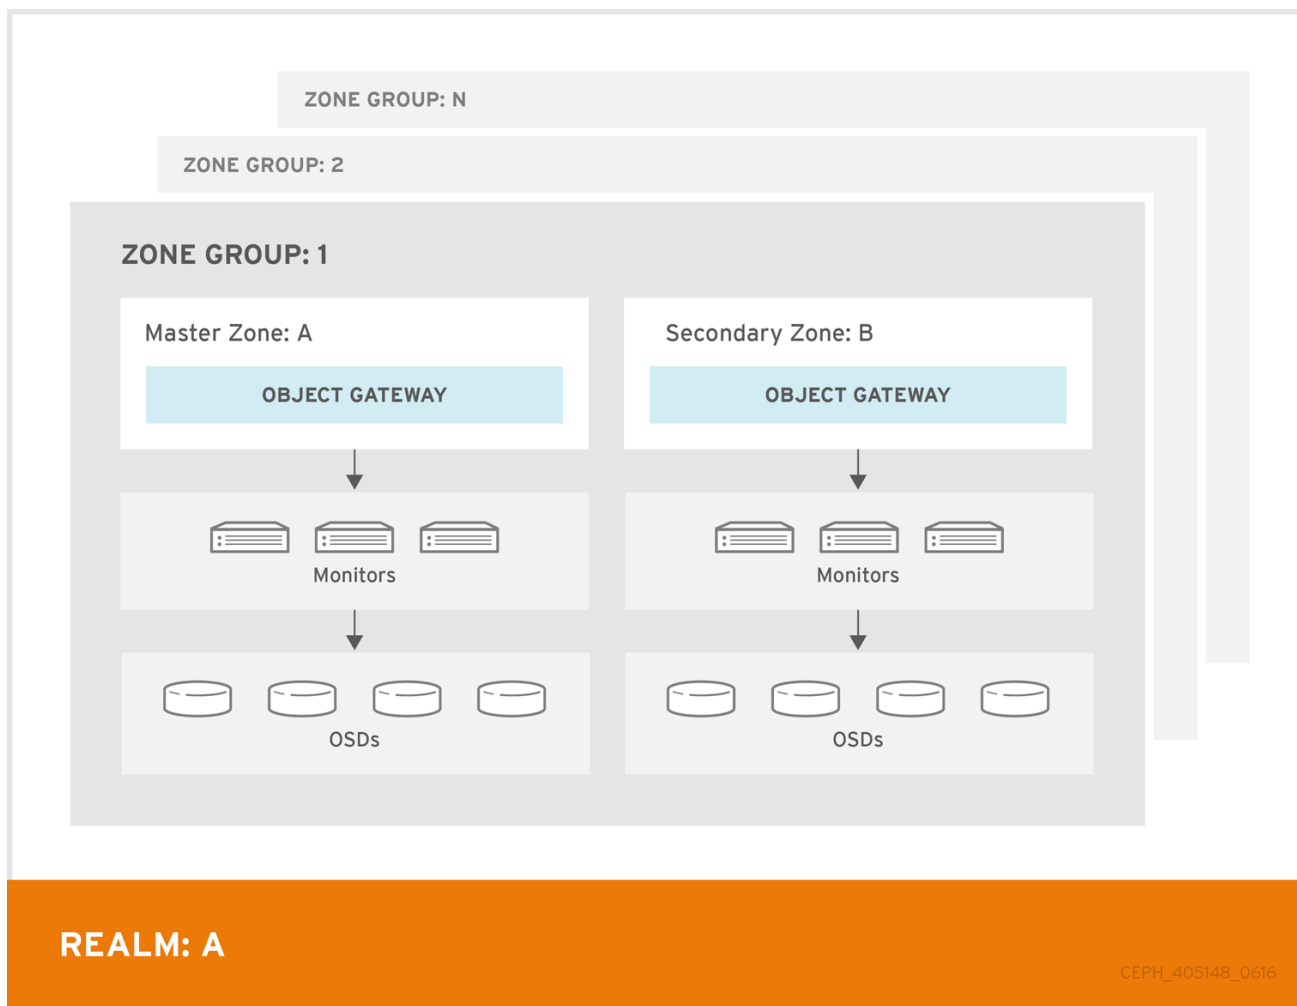 ZONE GROUP: N
ZONE GROUP: 2
ZONE GROUP: 1
Master Zone: A
OBJECT GATEWAY
Monitors
OSDs
Secondary Zone: B
OBJECT GATEWAY
Monitors
OSDs
REALM: A
CEPH_405148_0616